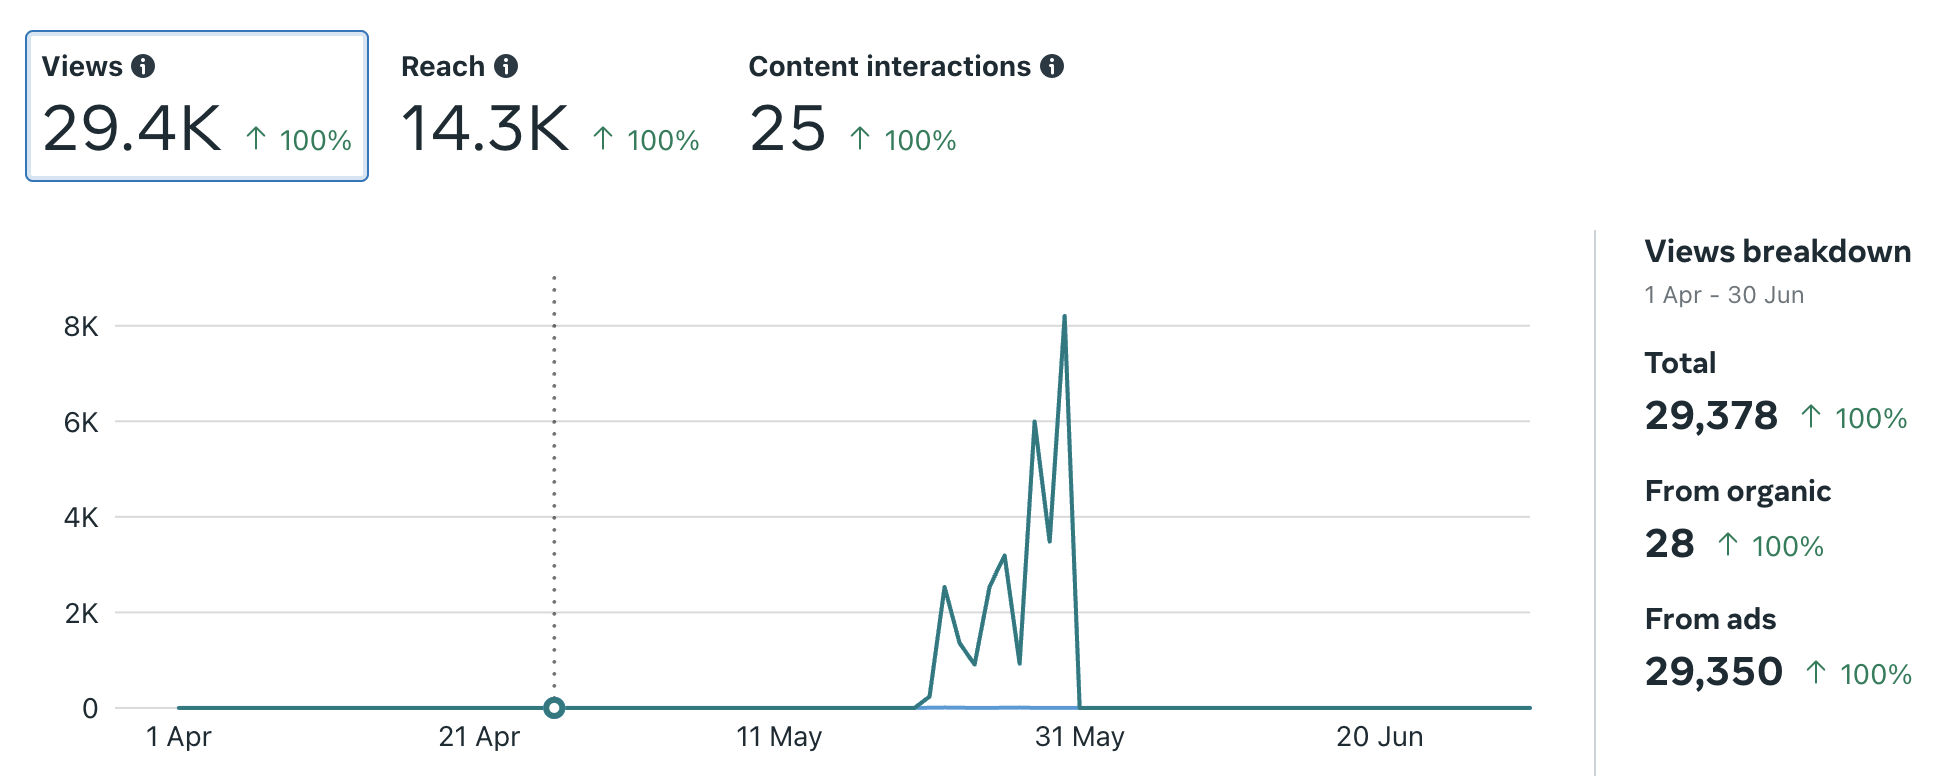 Views
29.4K ↑ 100%
Reach
14.3K ↑ 100%
Content interactions
25 ↑ 100%
8K
6K
4K
2K
0
1 Apr
21 Apr
11 May
31 May
20 Jun
Views breakdown
1 Apr - 30 Jun
Total
29,378 ↑ 100%
From organic
28 ↑ 100%
From ads
29,350 ↑ 100%